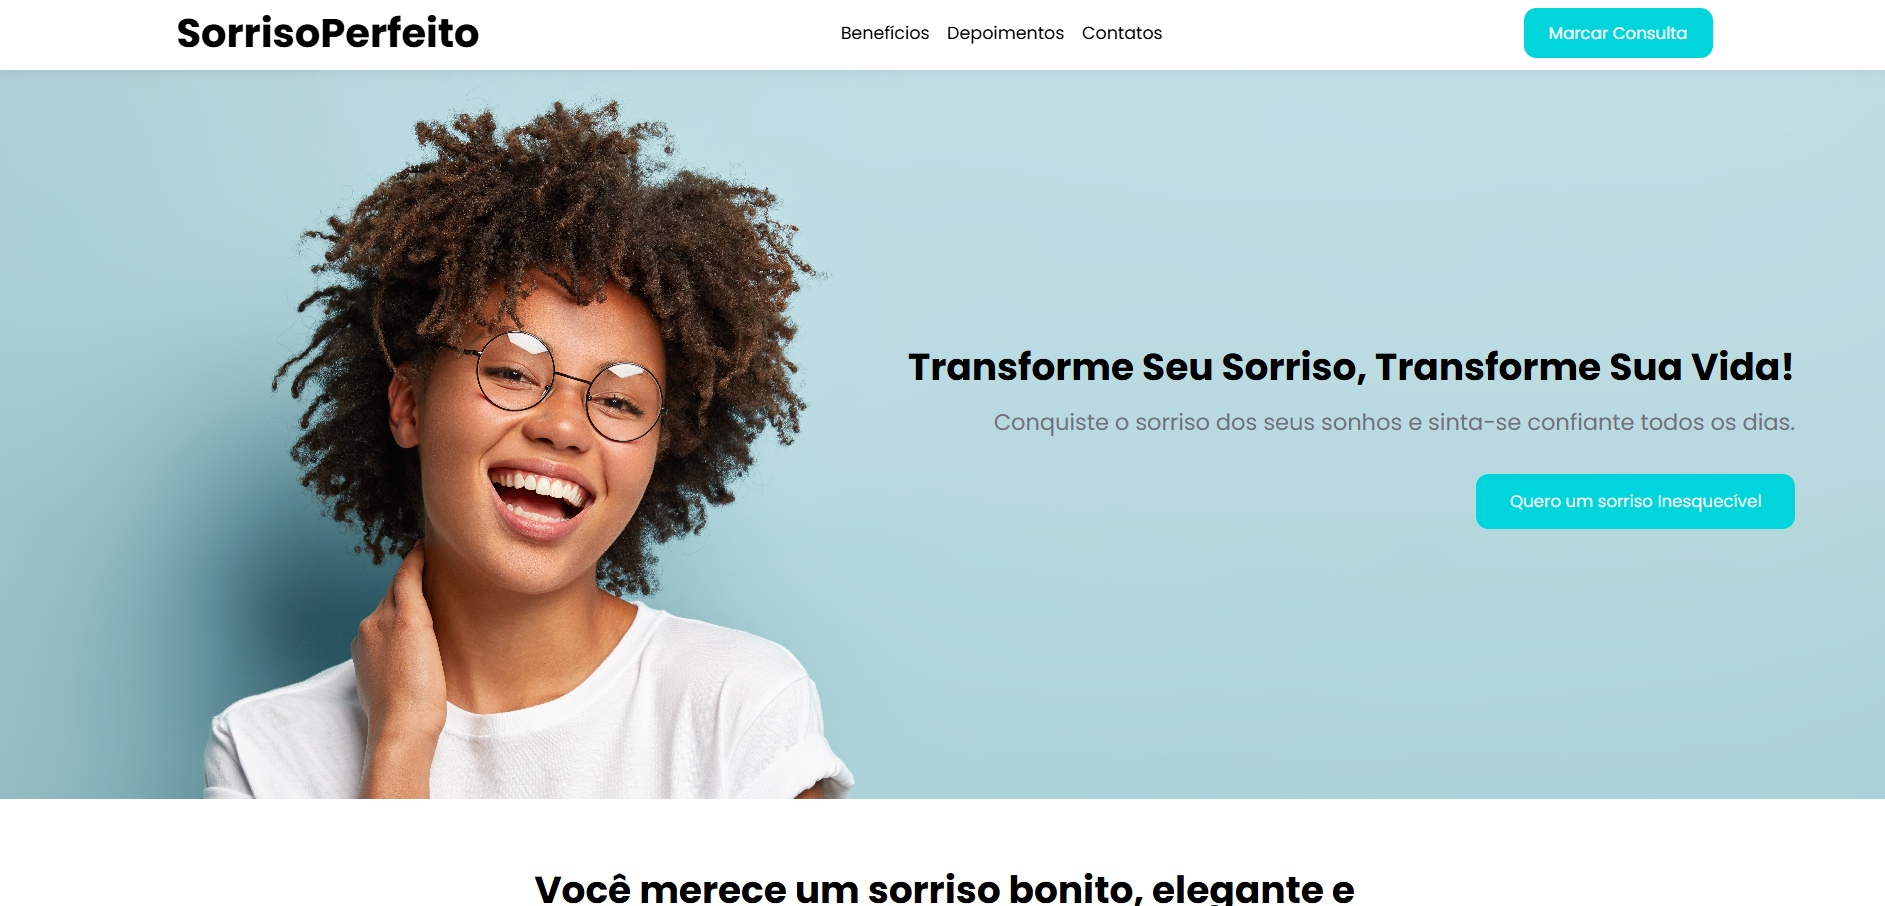 SorrisoPerfeito
Benefícios Depoimentos Contatos
Marcar Consulta
Transforme Seu Sorriso, Transforme Sua Vida!
Conquiste o sorriso dos seus sonhos e sinta-se confiante todos os dias.
Quero um sorriso Inesquecível
Você merece um sorriso bonito, elegante e